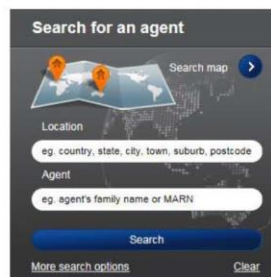 Search for an agent
Search map
Location
eg. country, state, city, town, suburb, postcode
Agent
eg. agent's family name or MARN
Search
More search options
Clear